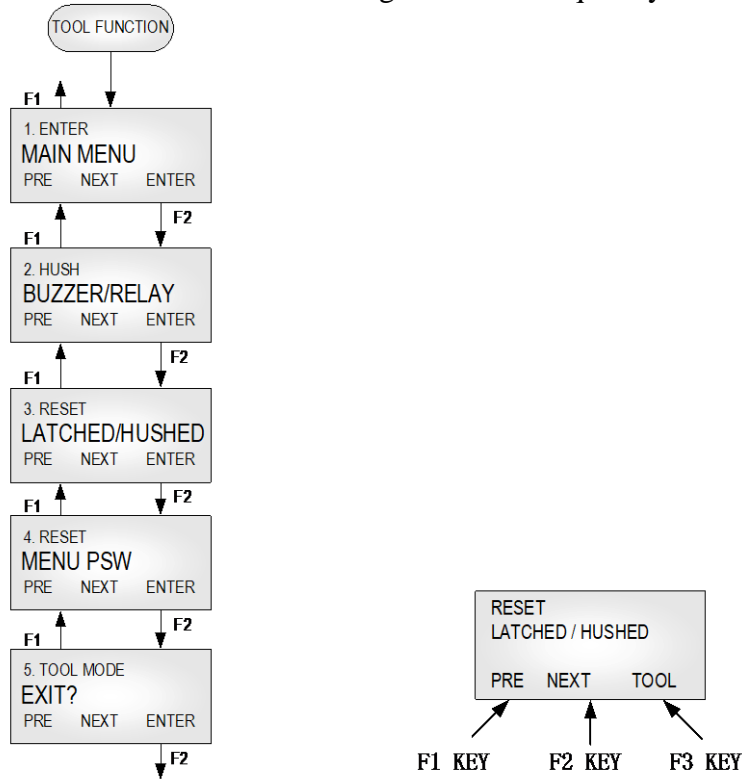 TOOL FUNCTION
F1
1. ENTER
MAIN MENU
PRE NEXT ENTER
F2
F1
2. HUSH
BUZZER/RELAY
PRE NEXT ENTER
F2
F1
3. RESET
LATCHED/HUSHED
PRE NEXT ENTER
F2
F1
4. RESET
MENU PSW
PRE NEXT ENTER
F2
F1
5. TOOL MODE
EXIT?
PRE NEXT ENTER
F2
RESET
LATCHED / HUSHED
PRE NEXT TOOL
F1 KEY F2 KEY F3 KEY